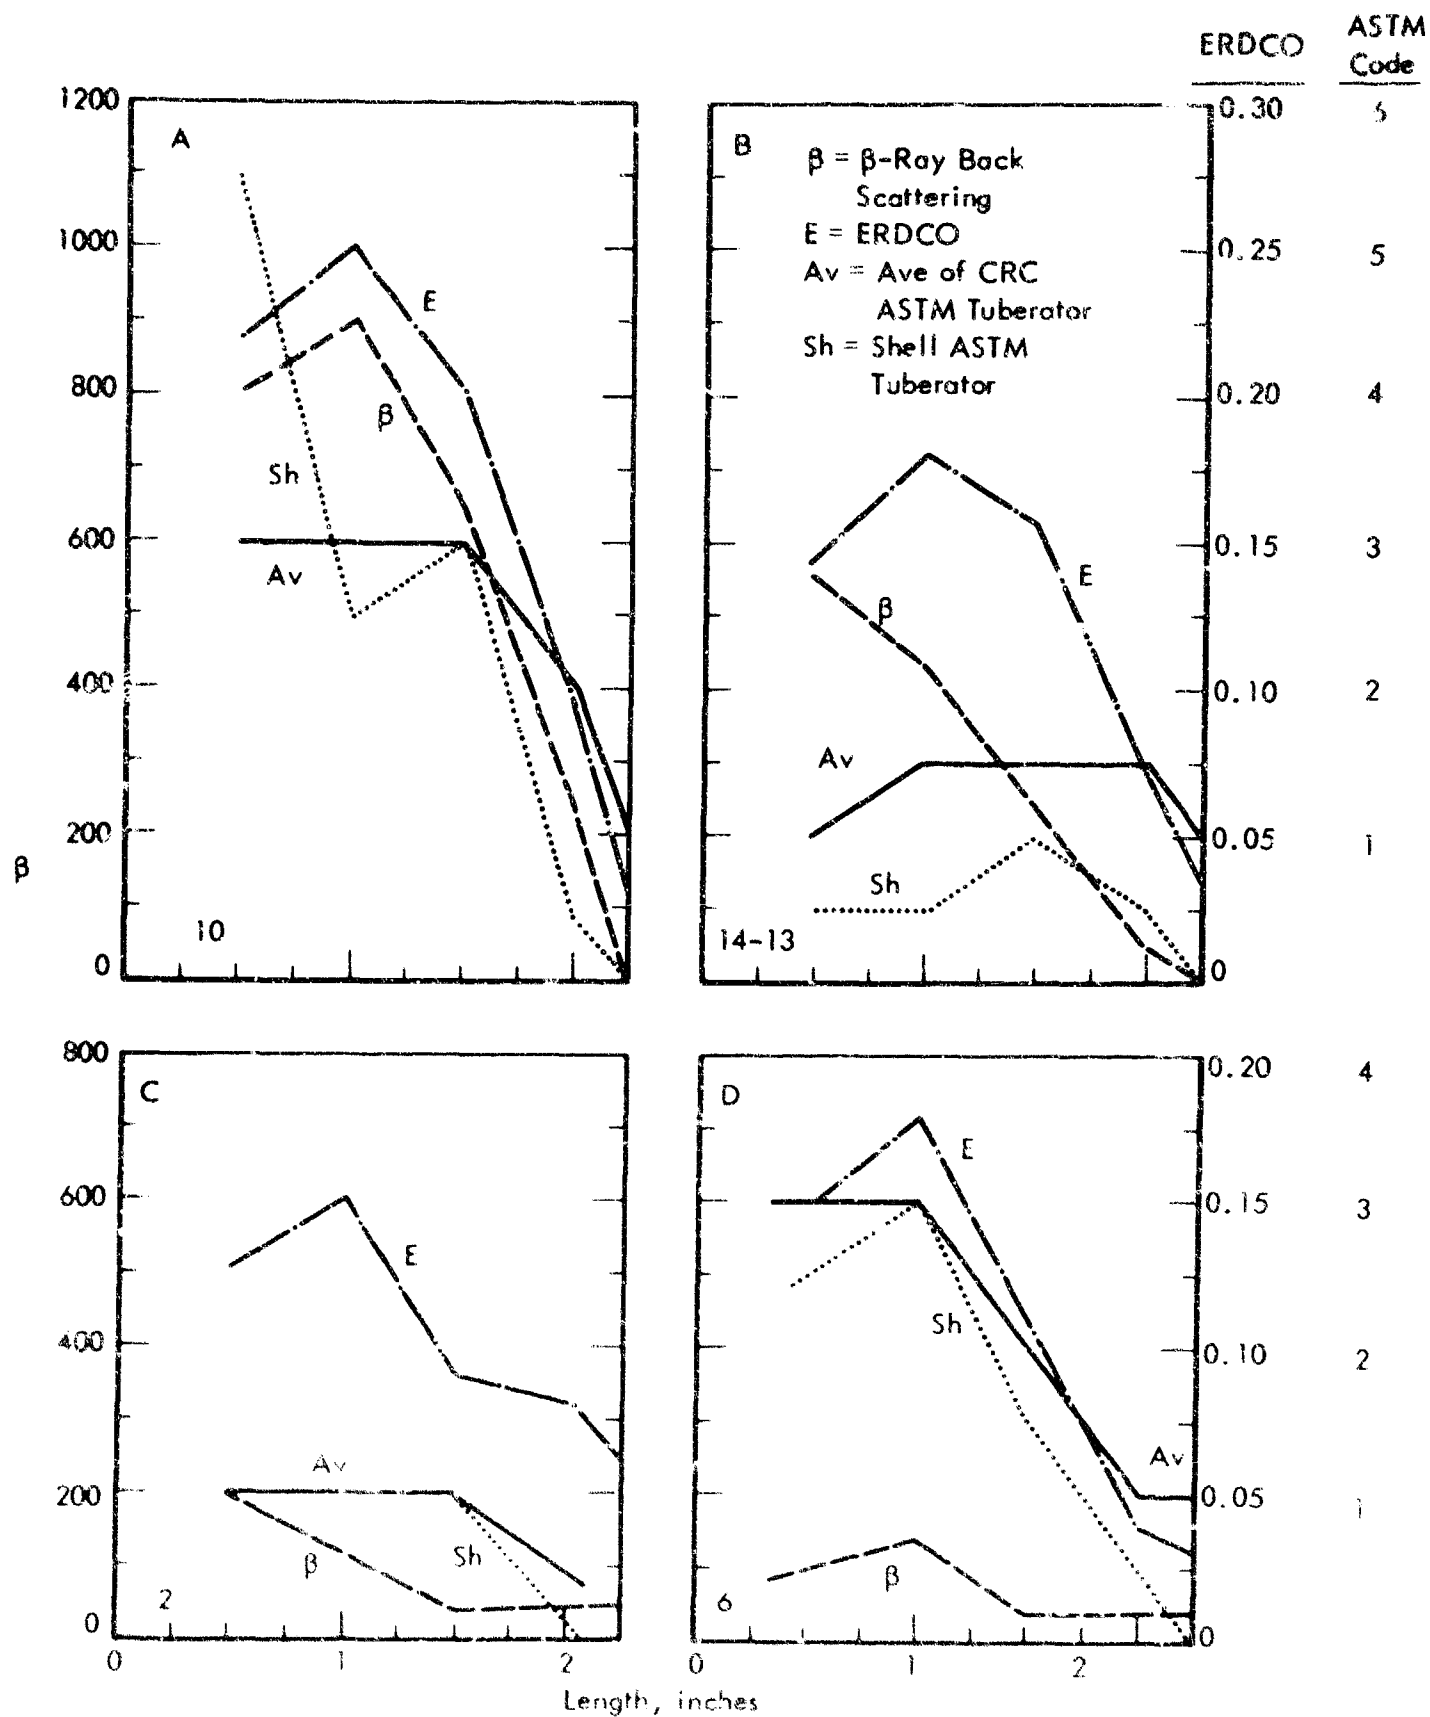 ERDCO
ASTM
Code
1200
1000
800
600
400
200
0
β
A
E
β
Sh
Av
10
B
β = β-Ray Back
Scattering
E = ERDCO
Av = Ave of CRC
ASTM Tuberator
Sh = Shell ASTM
Tuberator
E
β
Av
Sh
14-13
0.30
0.25 5
0.20 4
0.15 3
0.10 2
0.05 1
0
800
600
400
200
0
C
E
Av
β
Sh
2
0 1 2
D
E
Sh
Av
β
6
0 1 2
0.20 4
0.15 3
0.10 2
0.05 1
0
Length, inches